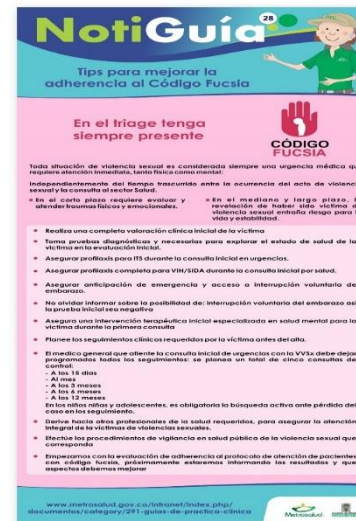 NotiGuía
28
Tips para mejorar la
adherencia al Código Fucsia
En el triage tenga
siempre presente
CÓDIGO
FUCSIA
Toda situación de violencia sexual es considerada siempre una urgencia médica qu
requiere atención inmediata, tanto física como mental:
Independientemente del tiempo trascurrido entre la ocurrencia del acto de violenci
sexual y la consulta al sector Salud.
En el corto plazo requiere evaluar y
atender traumas físicos y emocionales.
En el mediano y largo plazo, l
revelación de haber sido víctima d
violencia sexual entraña riesgo para l
vida y estabilidad.
Realiza una completa valoración clínica inicial de la víctima
Toma pruebas diagnósticas y necesarias para explorar el estado de salud de la
víctima en la evaluación inicial.
Asegurar profilaxis para ITS durante la consulta inicial en urgencias.
Asegurar profilaxis completa para VIH/SIDA durante la consulta inicial por salud.
Asegurar anticipación de emergencia y acceso a interrupción voluntaria de
embarazo.
No olvidar informar sobre la posibilidad de: interrupción voluntaria del embarazo así
la prueba inicial sea negativa
Asegura una intervención terapéutica inicial especializada en salud mental para la
víctima durante la primera consulta
Planee los seguimientos clínicos requeridos por la víctima antes del alta.
El medico general que atiente la consulta inicial de urgencias con la VVSx debe dejar
programados todos los seguimientos: se planea un total de cinco consultas de
control:
- A los 15 días
- Al mes
- A los 3 meses
- A los 6 meses
- A los 12 meses
En los niños niñas y adolescentes, es obligatoria la búsqueda activa ante pérdida del
caso en los seguimiento.
Derive hacia otros profesionales de la salud requeridos, para asegurar la atención
integral de la víctimas de violencias sexuales.
Efectúe los procedimientos de vigilancia en salud pública de la violencia sexual que
corresponda
Empezamos con la evaluación de adherencia al protocolo de atención de pacientes
con código fucsia, próximamente estaremos informando los resultados y que
aspectos debemos mejorar
www.metrosalud.gov.co/intranet/index.php/
documentos/category/291-guias-de-practica-clinica
Metrosalud